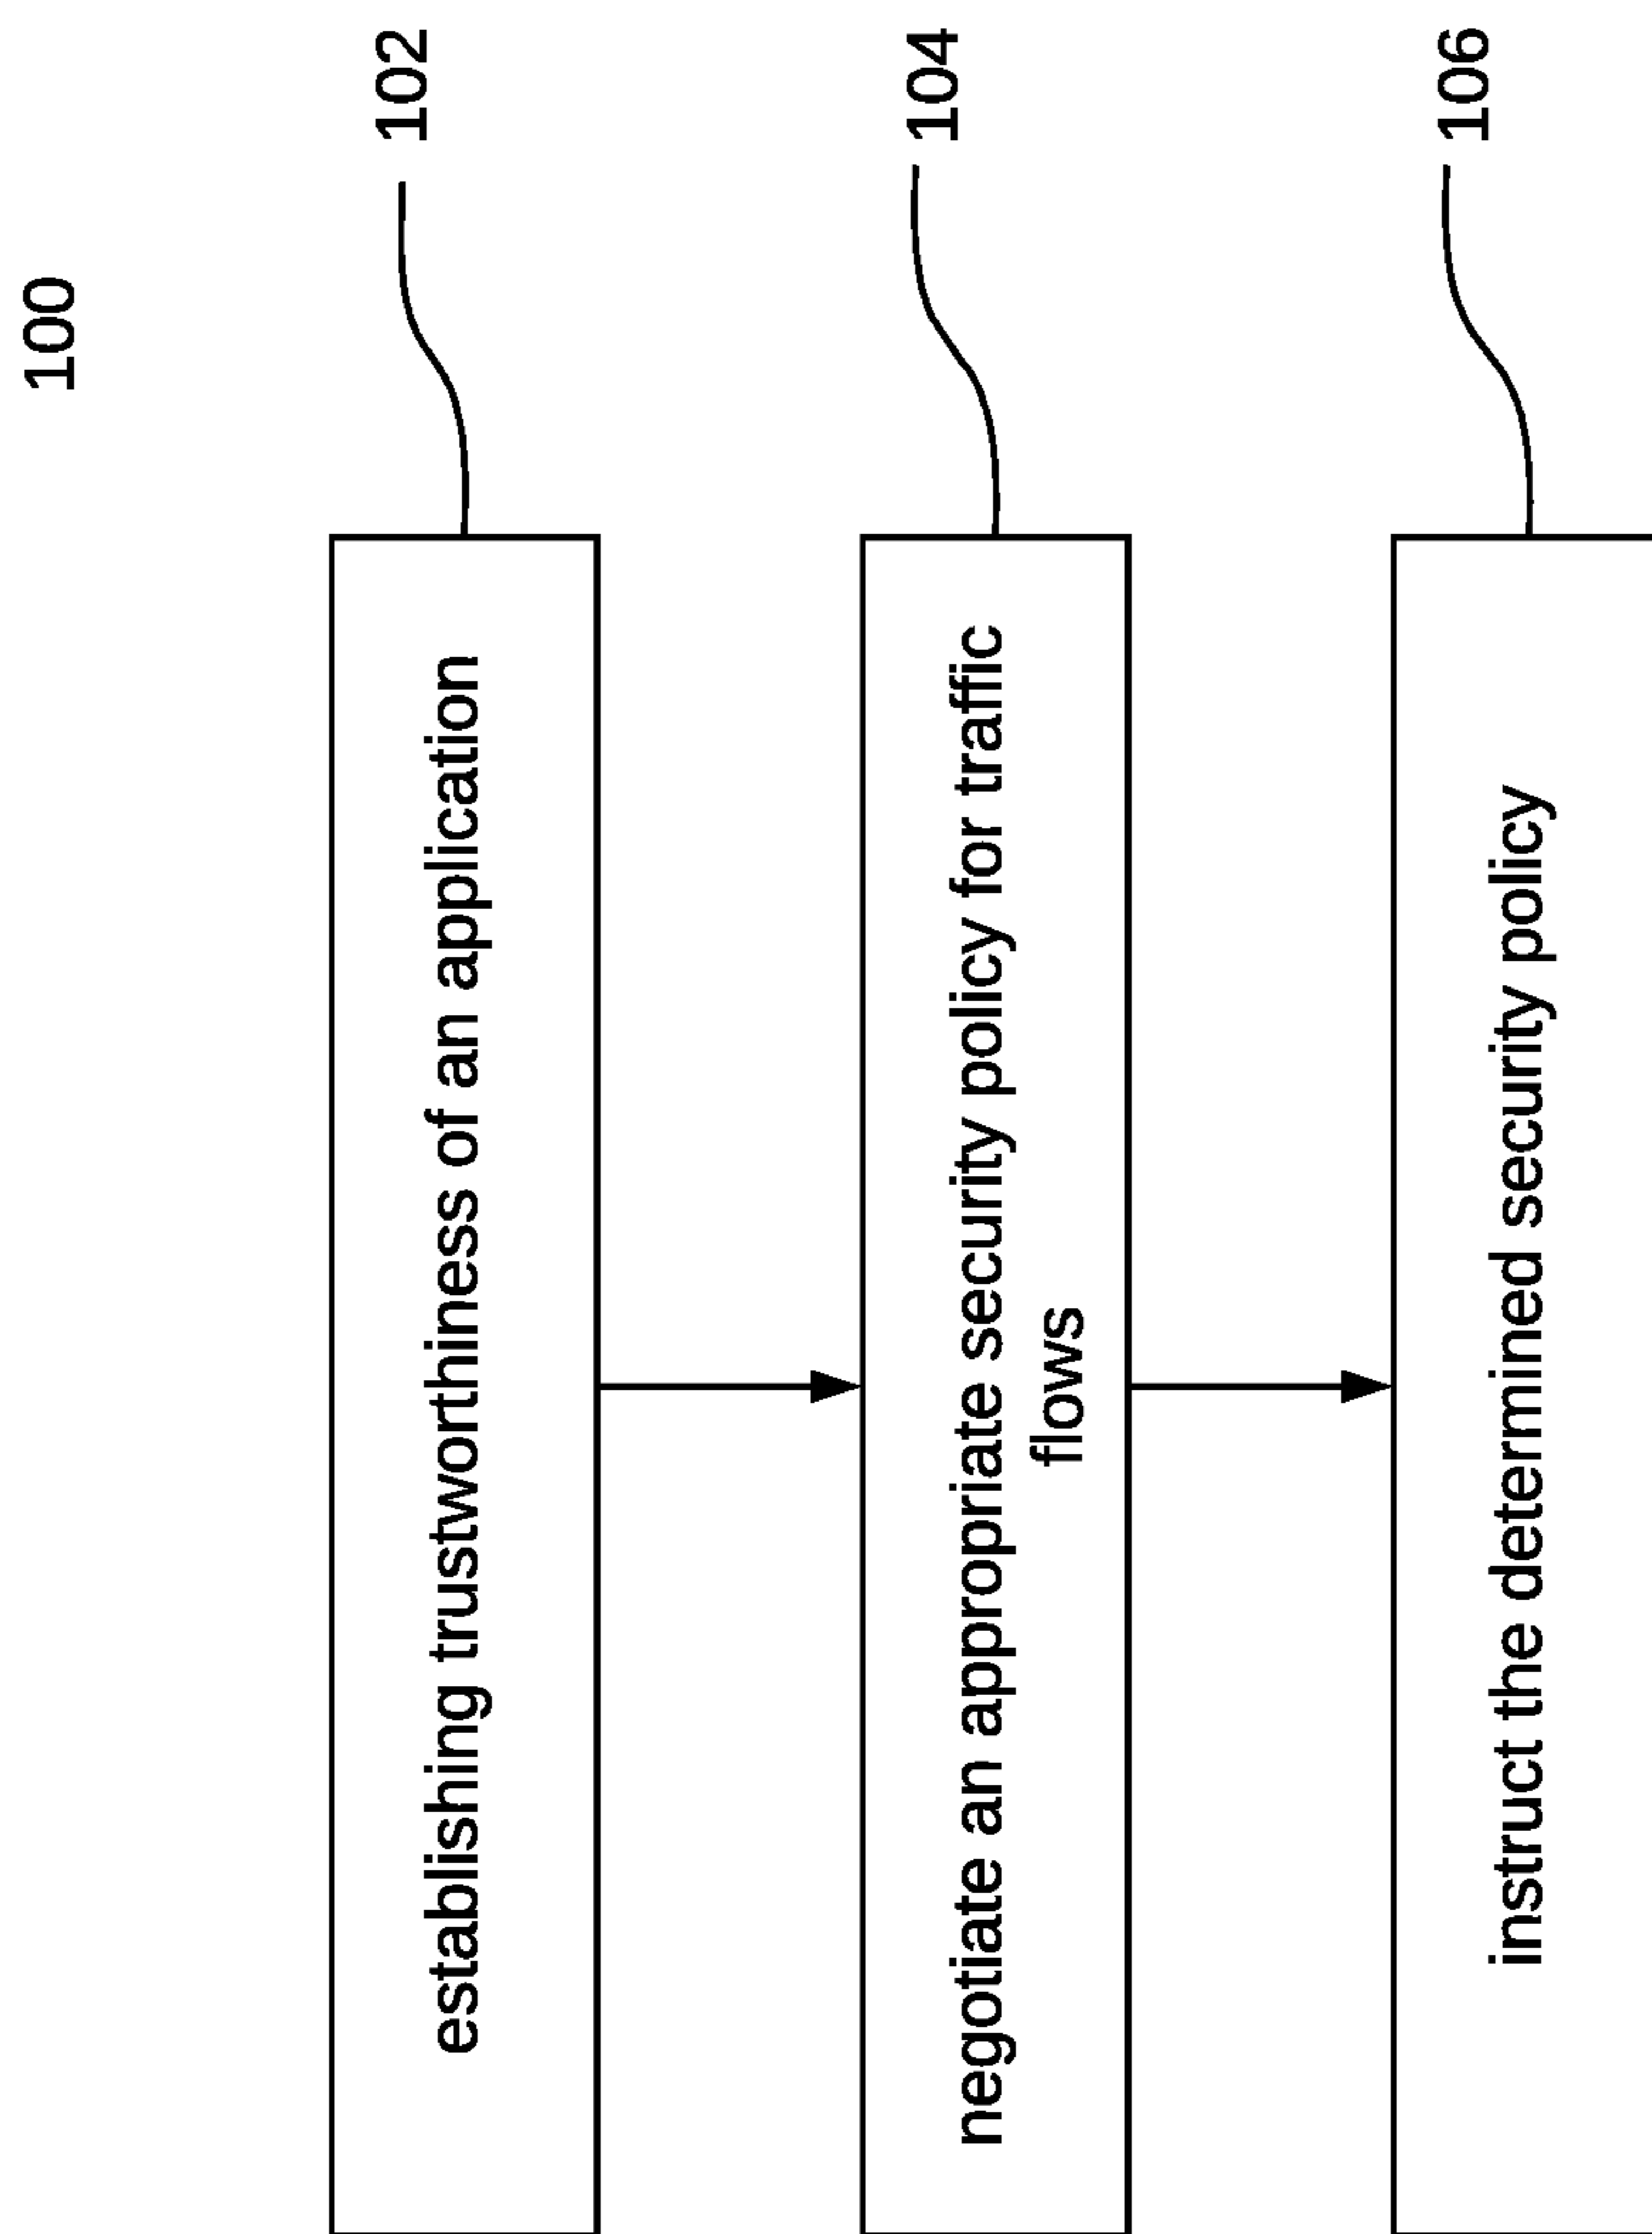 100
102
establishing trustworthiness of an application
104
negotiate an appropriate security policy for traffic
flows
106
instruct the determined security policy